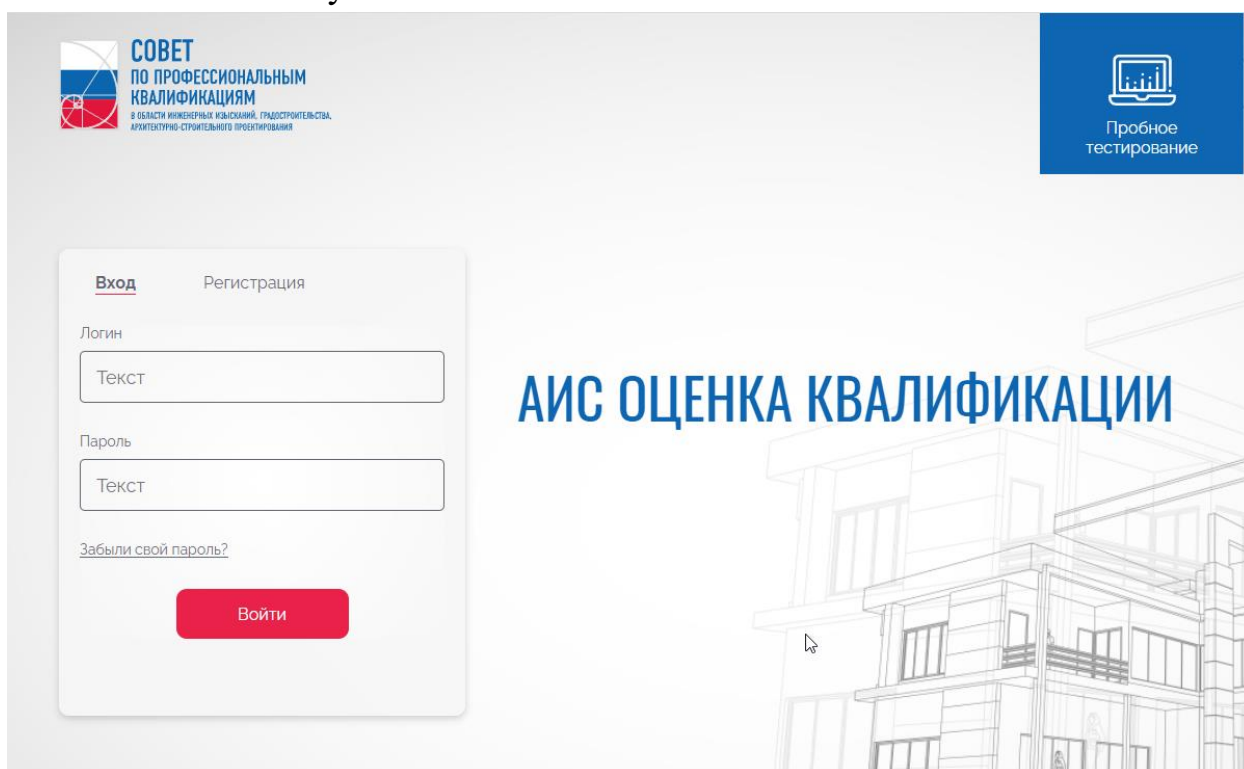 СОВЕТ
ПО ПРОФЕССИОНАЛЬНЫМ
КВАЛИФИКАЦИЯМ
В ОБЛАСТИ ИНЖЕНЕРНЫХ ИЗЫСКАНИЙ, ГРАДОСТРОИТЕЛЬСТВА,
АРХИТЕКТУРНО-СТРОИТЕЛЬНОГО ПРОЕКТИРОВАНИЯ
Пробное
тестирование
Вход Регистрация
Логин
Текст
Пароль
Текст
Забыли свой пароль?
Войти
АИС ОЦЕНКА КВАЛИФИКАЦИИ